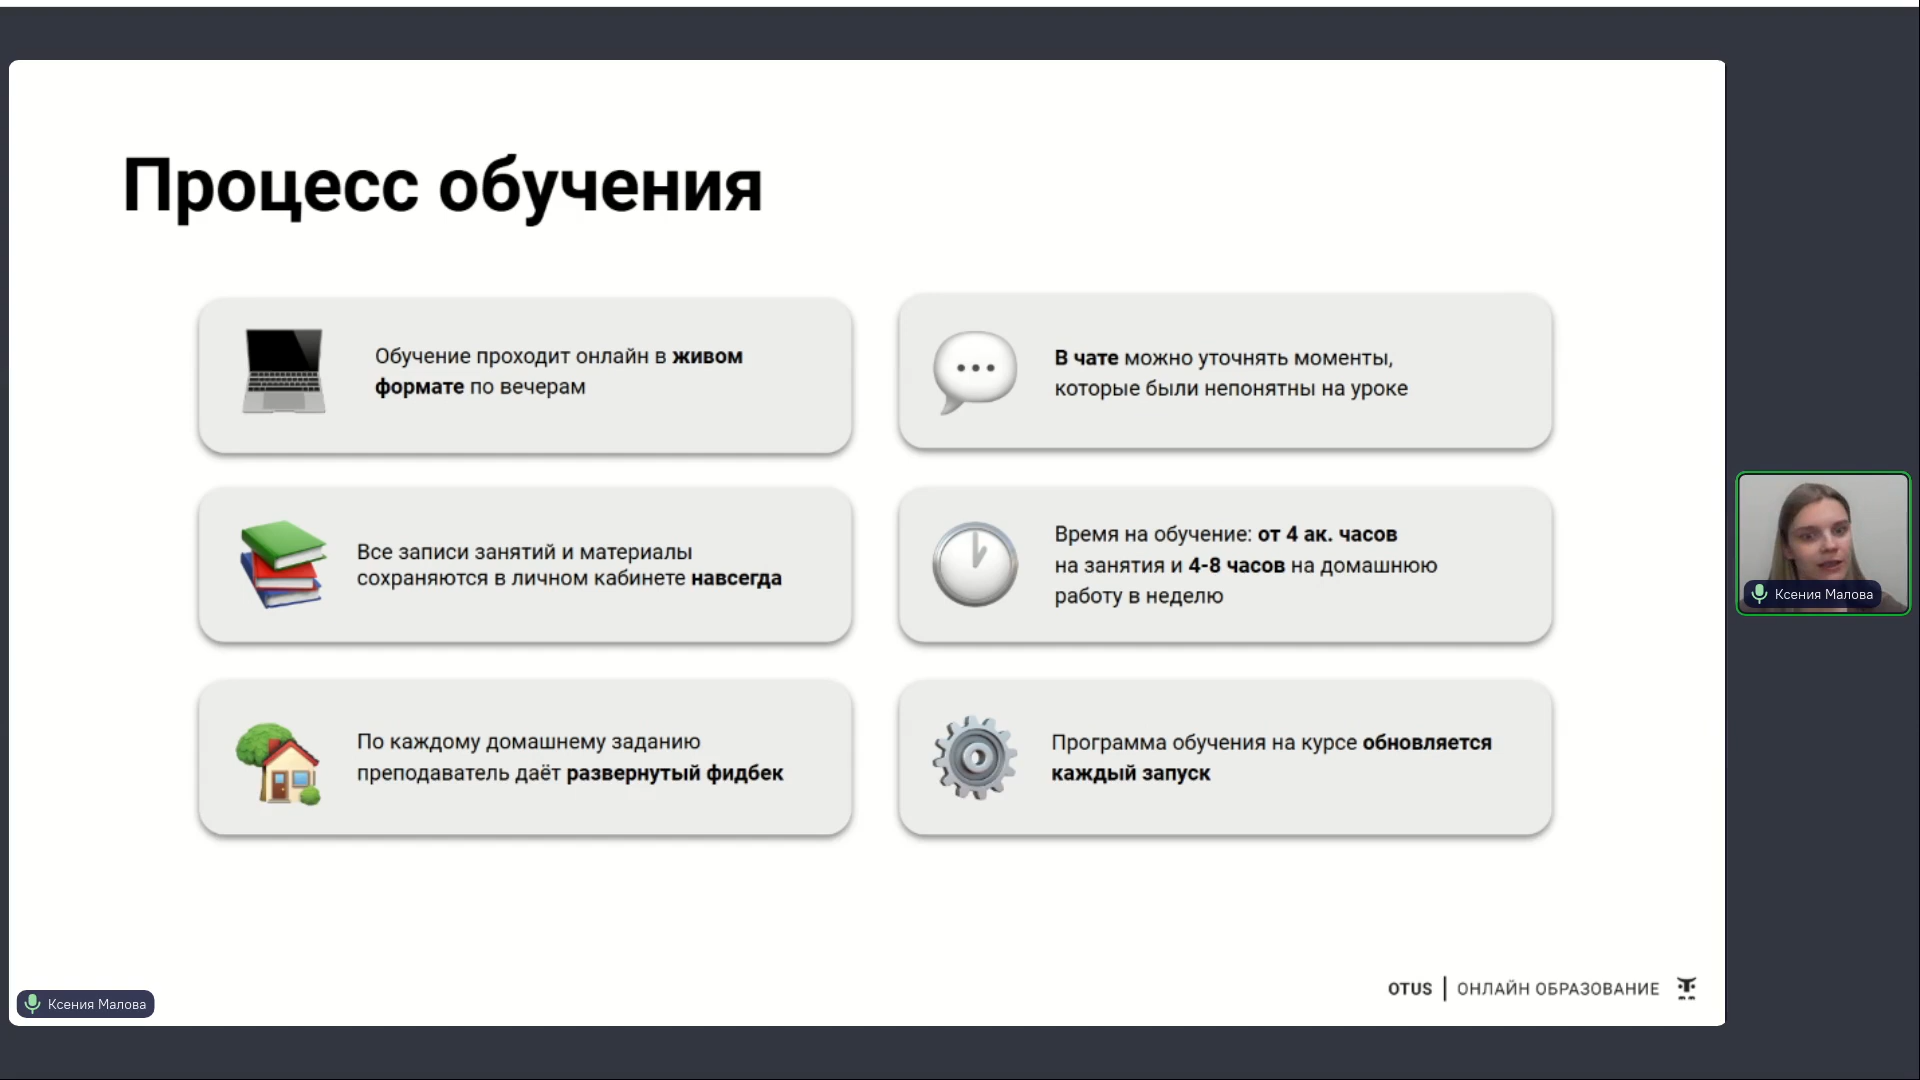 Процесс обучения
Обучение проходит онлайн в живом
формате по вечерам
В чате можно уточнять моменты,
которые были непонятны на уроке
Все записи занятий и материалы
сохраняются в личном кабинете навсегда
Время на обучение: от 4 ак. часов
на занятия и 4-8 часов на домашнюю
работу в неделю
По каждому домашнему заданию
преподаватель даёт развернутый фидбек
Программа обучения на курсе обновляется
каждый запуск
Ксения Малова
OTUS | ОНЛАЙН ОБРАЗОВАНИЕ
Ксения Малова